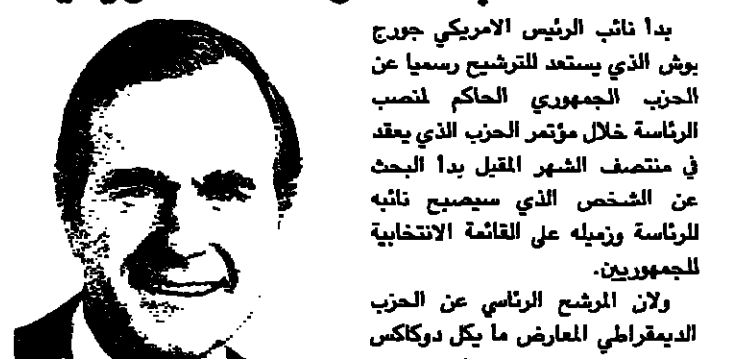 بدأ نائب الرئيس الامريكي جورج
بوش الذي يستعد للترشيح رسميا عن
الحزب الجمهوري الحاكم لمنصب
الرئاسة خلال مؤتمر الحزب الذي يعقد
في منتصف الشهر المقبل بدأ البحث
عن الشخص الذي سيصبح نائبه
للرئاسة وزميله على القائمة الانتخابية
للجمهوريين.
ولان المرشح الرئاسي عن الحزب
الديمقراطي المعارض ما يكل دوكاكس